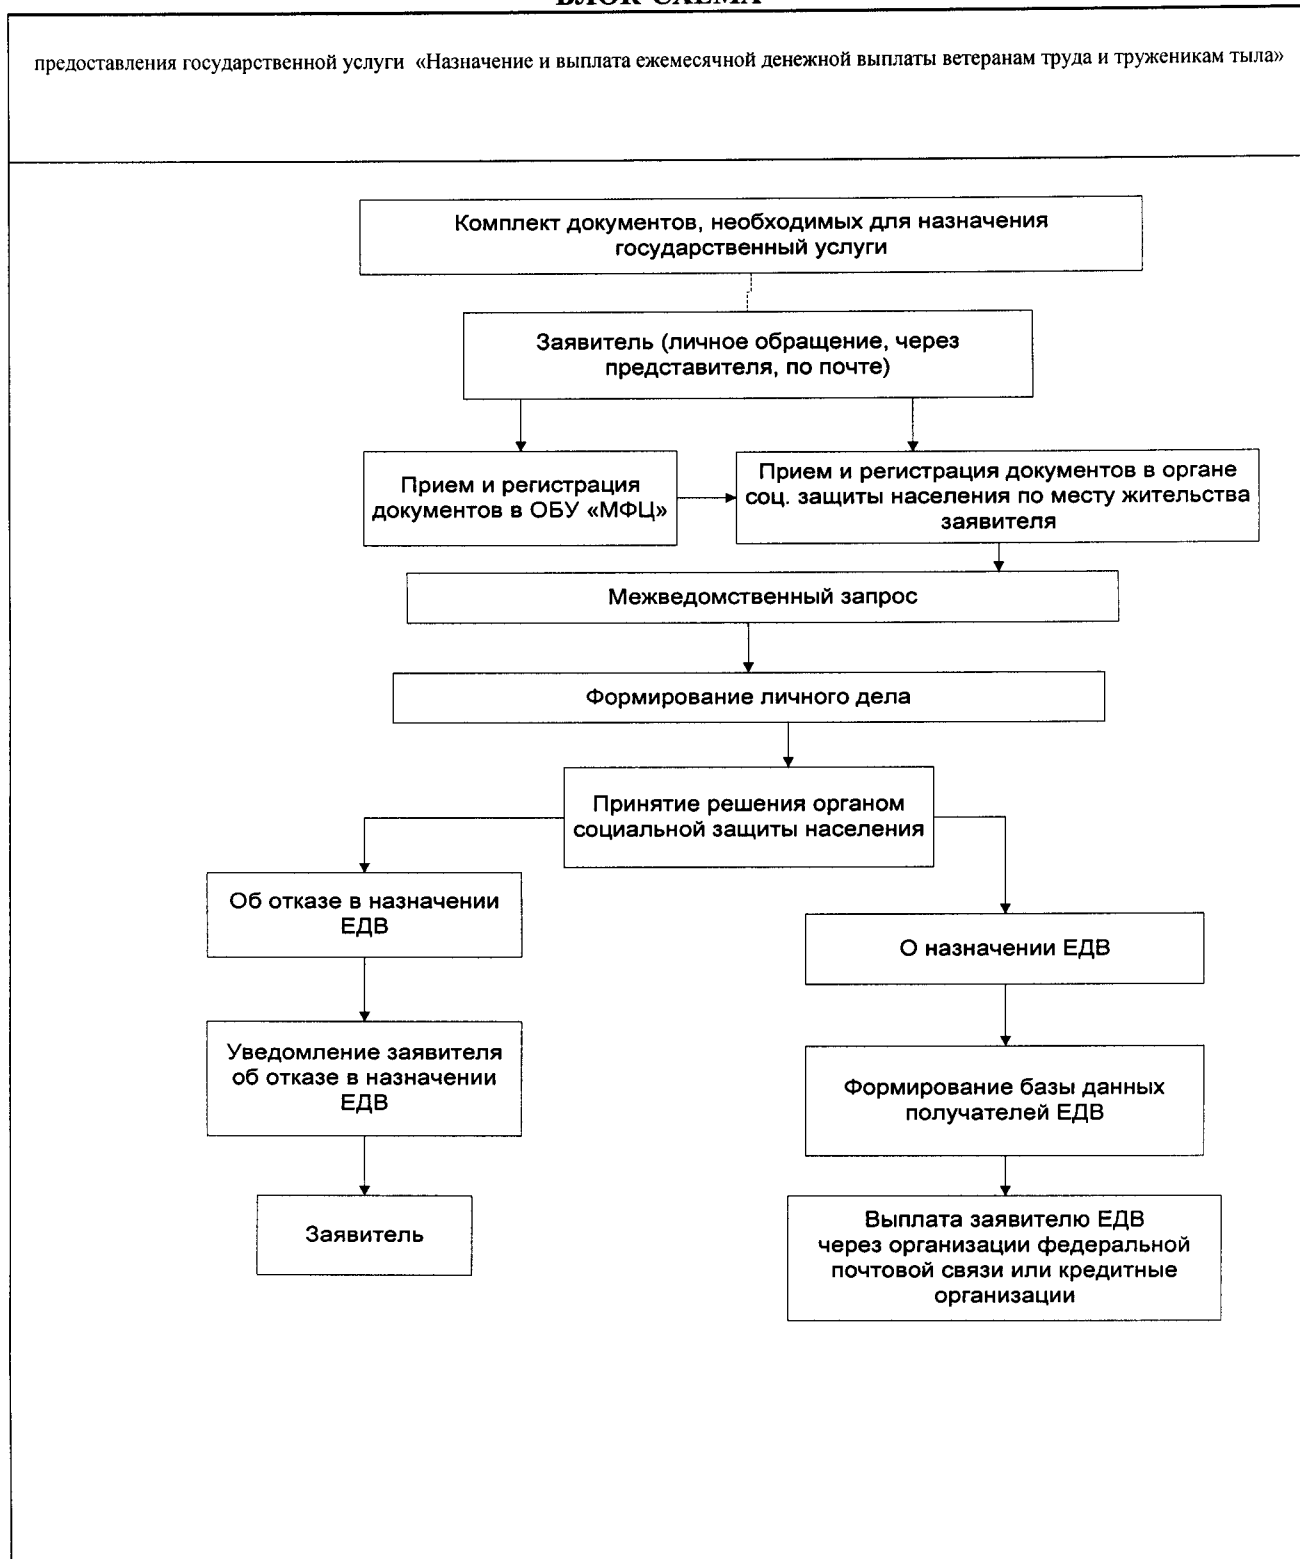 БЛОК-СХЕМА
предоставления государственной услуги «Назначение и выплата ежемесячной денежной выплаты ветеранам труда и труженикам тыла»
Комплект документов, необходимых для назначения
государственный услуги
Заявитель (личное обращение, через
представителя, по почте)
Прием и регистрация
документов в ОБУ «МФЦ»
Прием и регистрация документов в органе
соц. защиты населения по месту жительства
заявителя
Межведомственный запрос
Формирование личного дела
Принятие решения органом
социальной защиты населения
Об отказе в назначении
ЕДВ
О назначении ЕДВ
Уведомление заявителя
об отказе в назначении
ЕДВ
Формирование базы данных
получателей ЕДВ
Заявитель
Выплата заявителю ЕДВ
через организации федеральной
почтовой связи или кредитные
организации